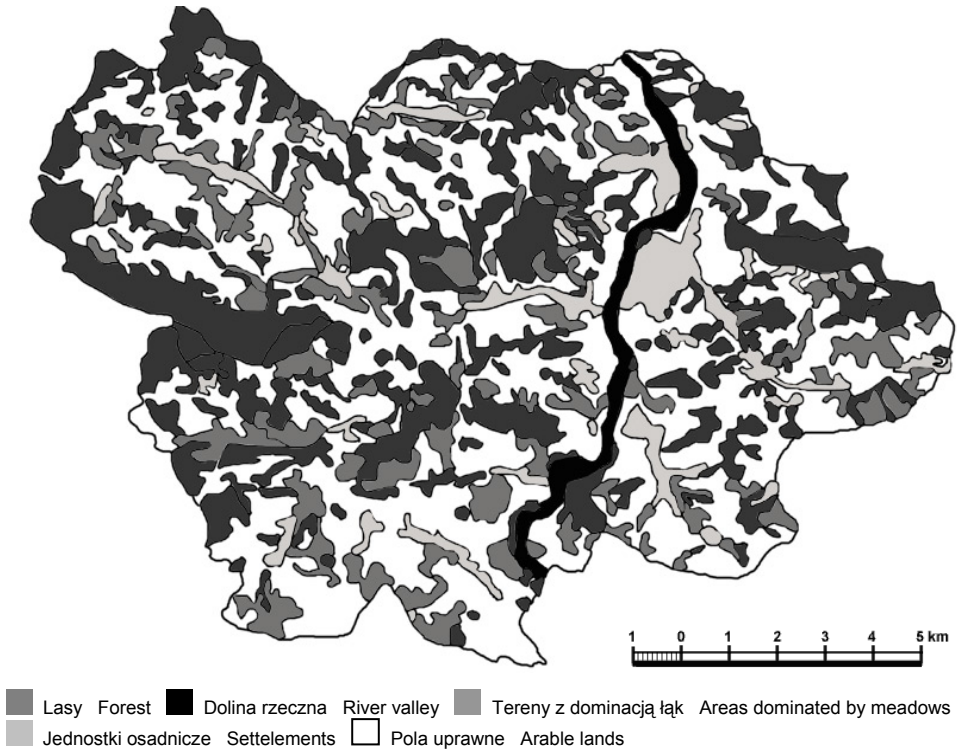 1 0 1 2 3 4 5 km
Lasy Forest Dolina rzeczna River valley Tereny z dominacją łąk Areas dominated by meadows
Jednostki osadnicze Settelements Pola uprawne Arable lands